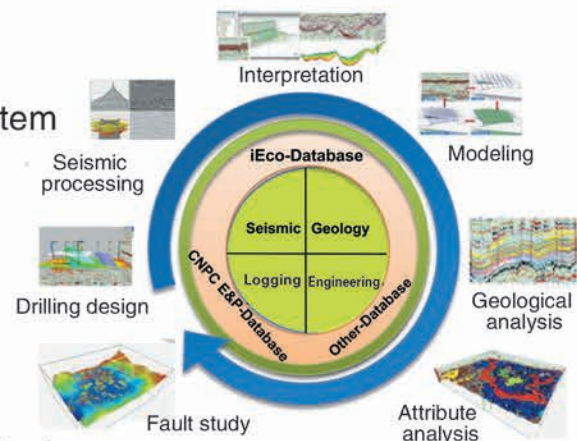 Interpretation
tem
Seismic
processing
Modeling
iEco-Database
Seismic
Geology
Logging
Engineering
CNPC E&P-Database
Other-Database
Drilling design
Geological
analysis
Fault study
Attribute
analysis